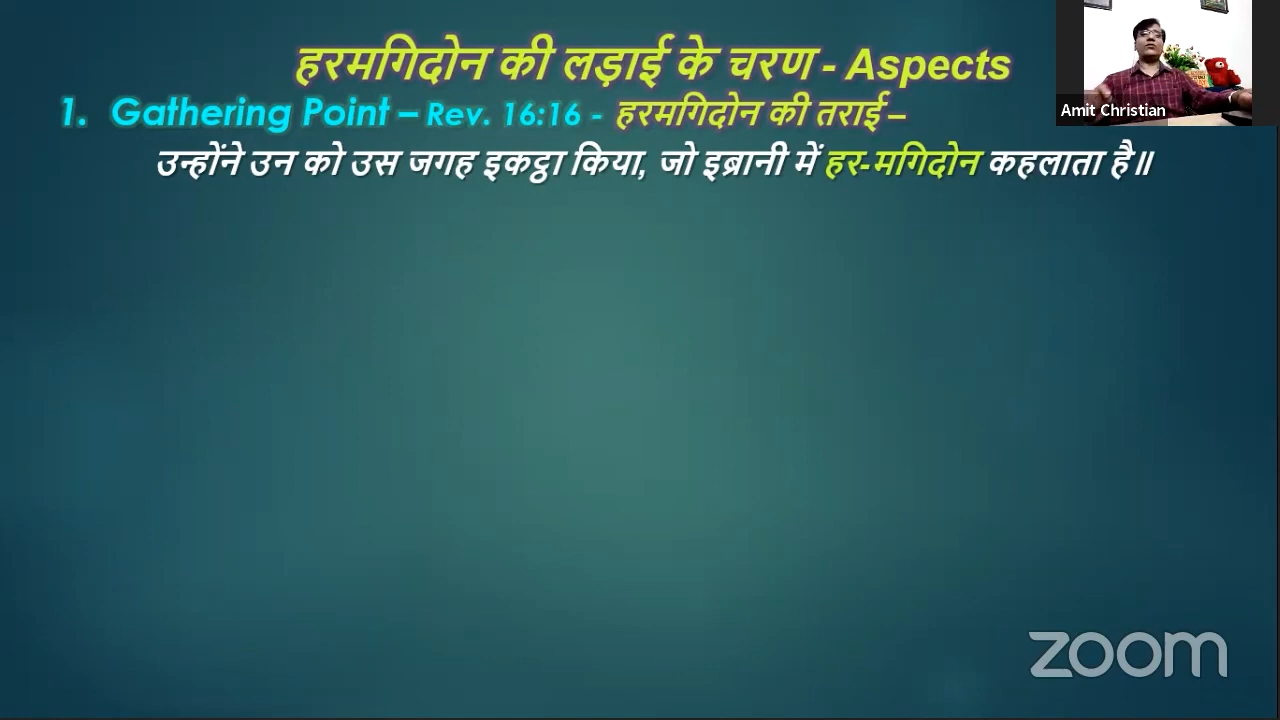 हरमगिदोन की लड़ाई के चरण - Aspects
1. Gathering Point – Rev. 16:16 - हरमगिदोन की तराई –
उन्होंने उन को उस जगह इकट्ठा किया, जो इब्रानी में हर-मगिदोन कहलाता है॥
Amit Christian
zoom